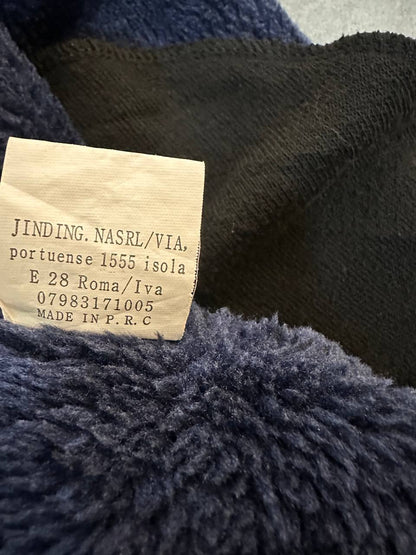 JINDING. NASRL/VIA,
portuense 1555 isola
E 28 Roma/Iva
07983171005
MADE IN P. R. C